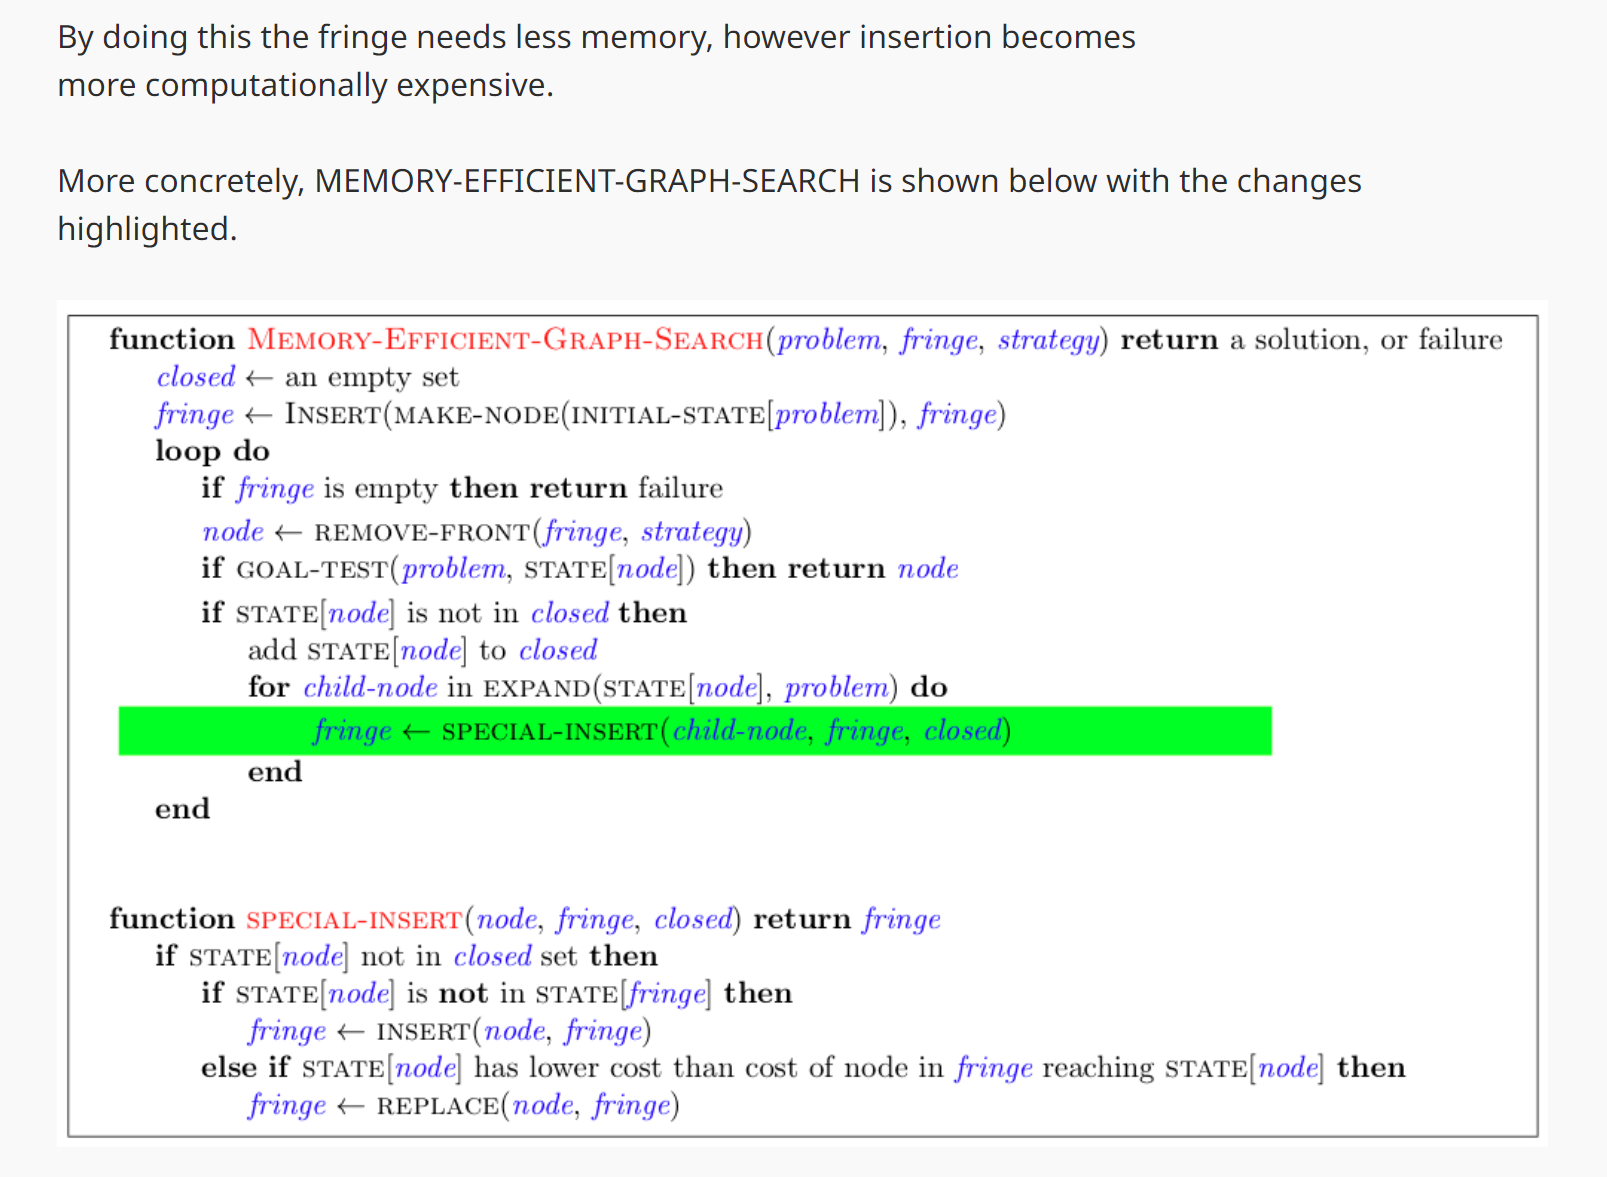 By doing this the fringe needs less memory, however insertion becomes
more computationally expensive.
More concretely, MEMORY-EFFICIENT-GRAPH-SEARCH is shown below with the changes
highlighted.
function MEMORY-EFFICIENT-GRAPH-SEARCH(problem, fringe, strategy) return a solution, or failure
closed ← an empty set
fringe ← INSERT(MAKE-NODE(INITIAL-STATE[problem]), fringe)
loop do
if fringe is empty then return failure
node ← REMOVE-FRONT(fringe, strategy)
if GOAL-TEST(problem, STATE[node]) then return node
if STATE[node] is not in closed then
add STATE[node] to closed
for child-node in EXPAND(STATE[node], problem) do
fringe ← SPECIAL-INSERT(child-node, fringe, closed)
end
end
function SPECIAL-INSERT(node, fringe, closed) return fringe
if STATE[node] not in closed set then
if STATE[node] is not in STATE[fringe] then
fringe ← INSERT(node, fringe)
else if STATE[node] has lower cost than cost of node in fringe reaching STATE[node] then
fringe ← REPLACE(node, fringe)